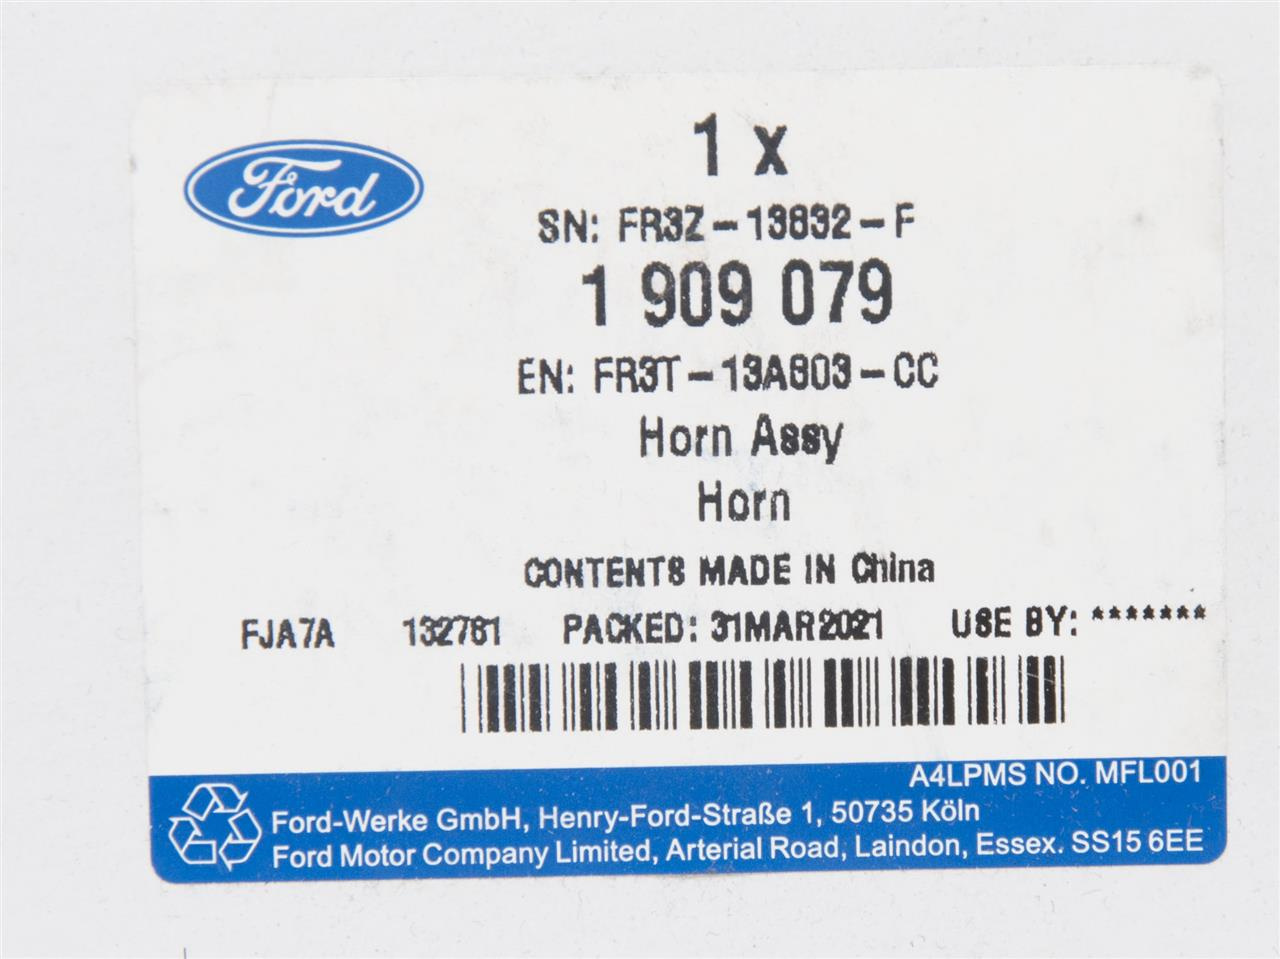 Ford
1 x
SN: FR3Z-13832-F
1 909 079
EN: FR3T-13A803-CC
Horn Assy
Horn
CONTENTS MADE IN China
FJA7A 132781 PACKED: 31MAR2021 USE BY: *******
A4LPMS NO. MFL001
Ford-Werke GmbH, Henry-Ford-Straße 1, 50735 Köln
Ford Motor Company Limited, Arterial Road, Laindon, Essex. SS15 6EE